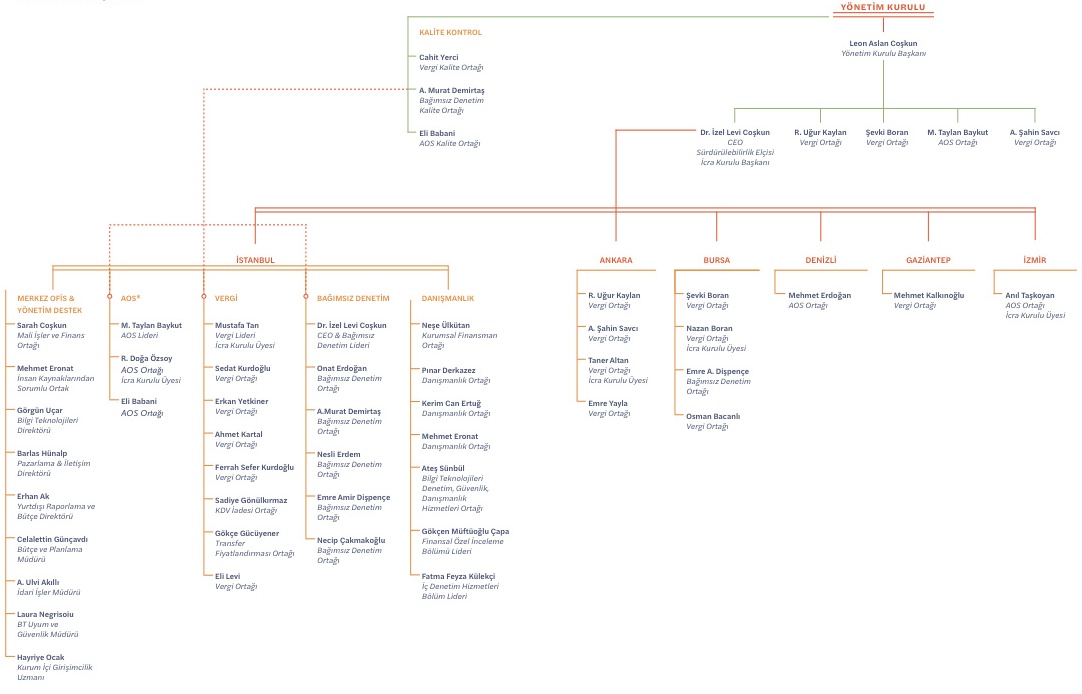 YÖNETİM KURULU
Leon Aslan Coşkun
Yönetim Kurulu Başkanı
KALİTE KONTROL
Cahit Yerci
Vergi Kalite Ortağı
A. Murat Demirtaş
Bağımsız Denetim
Kalite Ortağı
Eli Babani
AOS Kalite Ortağı
Dr. İzel Levi Coşkun
CEO
Sürdürülebilirlik Elçisi
İcra Kurulu Başkanı
R. Uğur Kaylan
Vergi Ortağı
Şevki Boran
Vergi Ortağı
M. Taylan Baykut
AOS Ortağı
A. Şahin Savcı
Vergi Ortağı
İSTANBUL
MERKEZ OFİS &
YÖNETİM DESTEK
Sarah Coşkun
Mali İşler ve Finans
Ortağı
Mehmet Eronat
İnsan Kaynaklarından
Sorumlu Ortak
Görgün Uçar
Bilgi Teknolojileri
Direktörü
Barlas Hünalp
Pazarlama & İletişim
Direktörü
Erhan Ak
Yurtdışı Raporlama ve
Bütçe Direktörü
Celalettin Günçavdı
Bütçe ve Planlama
Müdürü
A. Ulvi Akıllı
İdari İşler Müdürü
Laura Negrisoiu
BT Uyum ve
Güvenlik Müdürü
Hayriye Ocak
Kurum İçi Girişimcilik
Uzmanı
AOS*
M. Taylan Baykut
AOS Lideri
R. Doğa Özsoy
AOS Ortağı
İcra Kurulu Üyesi
Eli Babani
AOS Ortağı
VERGİ
Mustafa Tan
Vergi Lideri
İcra Kurulu Üyesi
Sedat Kurdoğlu
Vergi Ortağı
Erkan Yetkiner
Vergi Ortağı
Ahmet Kartal
Vergi Ortağı
Ferrah Sefer Kurdoğlu
Vergi Ortağı
Sadiye Gönülkırmaz
KDV İadesi Ortağı
Gökçe Gücüyener
Transfer
Fiyatlandırması Ortağı
Eli Levi
Vergi Ortağı
BAĞIMSIZ DENETİM
Dr. İzel Levi Coşkun
CEO & Bağımsız
Denetim Lideri
Onat Erdoğan
Bağımsız Denetim
Ortağı
A.Murat Demirtaş
Bağımsız Denetim
Ortağı
Nesli Erdem
Bağımsız Denetim
Ortağı
Emre Amir Dişpençe
Bağımsız Denetim
Ortağı
Necip Çakmakoğlu
Bağımsız Denetim
Ortağı
DANIŞMANLIK
Neşe Ülkütan
Kurumsal Finansman
Ortağı
Pınar Derkazez
Danışmanlık Ortağı
Kerim Can Ertuğ
Danışmanlık Ortağı
Mehmet Eronat
Danışmanlık Ortağı
Ateş Sünbül
Bilgi Teknolojileri
Denetim, Güvenlik,
Danışmanlık
Hizmetleri Ortağı
Gökçen Müftüoğlu Çapa
Finansal Özel İnceleme
Bölümü Lideri
Fatma Feyza Külekçi
İç Denetim Hizmetleri
Bölüm Lideri
ANKARA
R. Uğur Kaylan
Vergi Ortağı
A. Şahin Savcı
Vergi Ortağı
Taner Altan
Vergi Ortağı
İcra Kurulu Üyesi
Emre Yayla
Vergi Ortağı
BURSA
Şevki Boran
Vergi Ortağı
Nazan Boran
Vergi Ortağı
İcra Kurulu Üyesi
Emre A. Dişpençe
Bağımsız Denetim
Ortağı
Osman Bacanlı
Vergi Ortağı
DENİZLİ
Mehmet Erdoğan
AOS Ortağı
GAZİANTEP
Mehmet Kalkınoğlu
Vergi Ortağı
İZMİR
Anıl Taşkoyan
AOS Ortağı
İcra Kurulu Üyesi